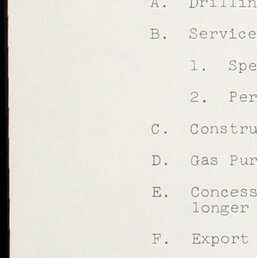 A. Drillin
B. Service
1. Spe
2. Per
C. Constru
D. Gas Pur
E. Concess
longer
F. Export